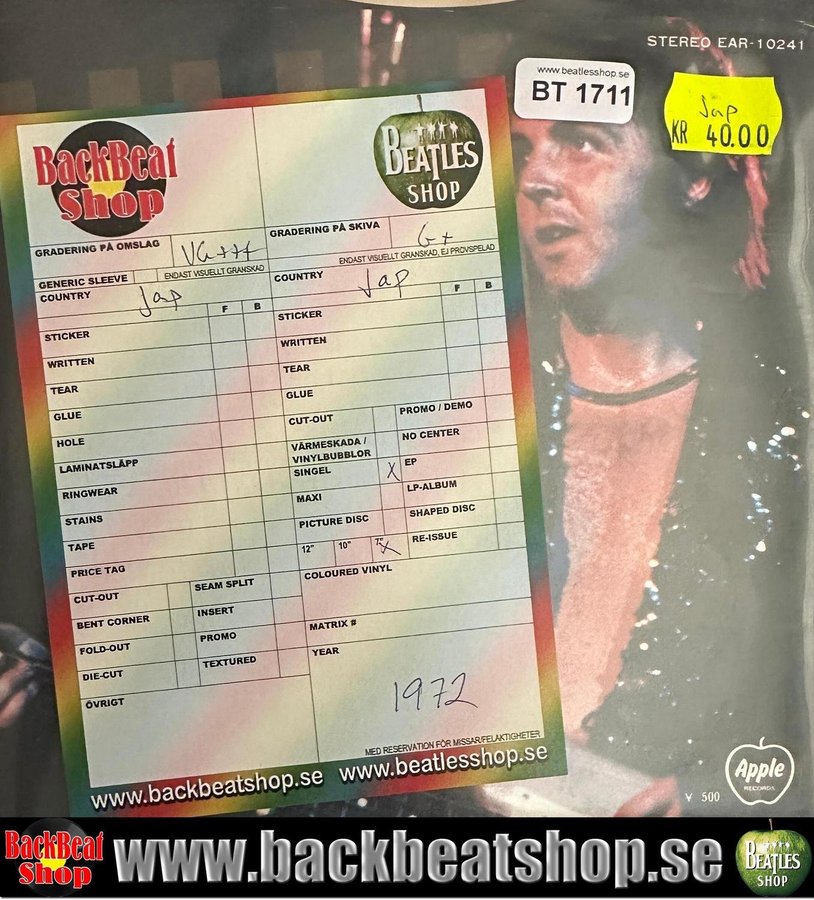 STEREO EAR-10241
www.beatlesshop.se
BT 1711
Jap
KR 40.00
BackBeat
Shop
BEATLES
SHOP
GRADERING PÅ OMSLAG VG+++
ENDAST VISUELLT GRANSKAD
GENERIC SLEEVE
COUNTRY Jap
F B
STICKER
WRITTEN
TEAR
GLUE
HOLE
LAMINATSLÄPP
RINGWEAR
STAINS
TAPE
PRICE TAG
CUT-OUT SEAM SPLIT
BENT CORNER INSERT
FOLD-OUT PROMO
DIE-CUT TEXTURED
ÖVRIGT
GRADERING PÅ SKIVA G+
ENDAST VISUELLT GRANSKAD, EJ PROVSPELAD
COUNTRY Jap
F B
STICKER
WRITTEN
TEAR
GLUE
CUT-OUT PROMO / DEMO
VÄRMESKADA /
VINYLBUBBLOR NO CENTER
SINGEL X EP
MAXI LP-ALBUM
PICTURE DISC SHAPED DISC
12" 10" 7" X RE-ISSUE
COLOURED VINYL
MATRIX #
YEAR
1972
MED RESERVATION FÖR MISSAR/FELAKTIGHETER
www.backbeatshop.se www.beatlesshop.se
¥ 500
Apple
RECORDS
BackBeat
Shop
www.backbeatshop.se
BEATLES
SHOP